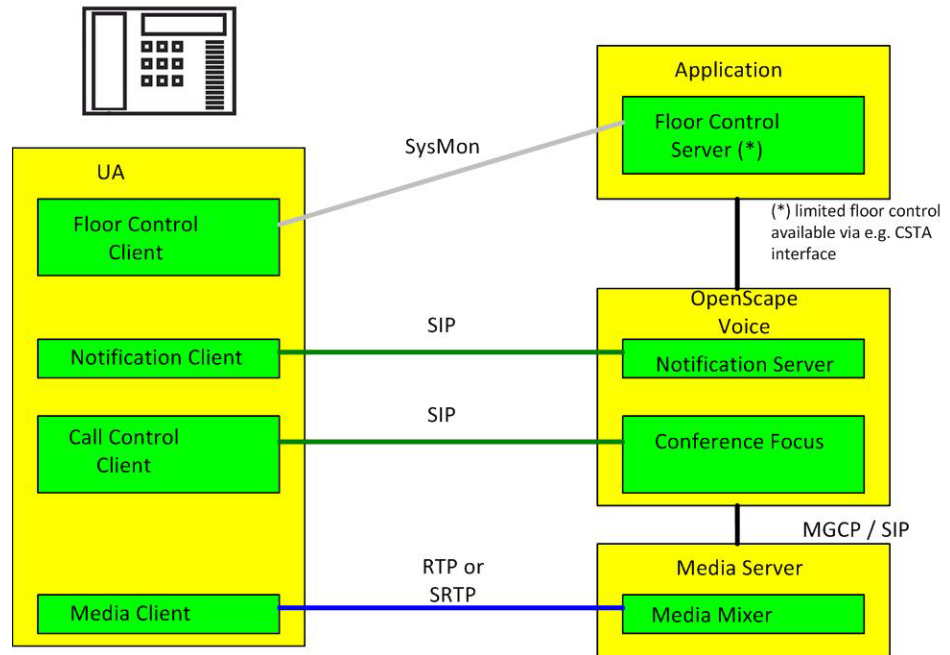 Application
Floor Control
Server (*)
SysMon
UA
Floor Control
Client
(*) limited floor control
available via e.g. CSTA
interface
OpenScape
Voice
SIP
Notification Client
Notification Server
SIP
Call Control
Client
Conference Focus
MGCP / SIP
RTP or
SRTP
Media Server
Media Client
Media Mixer